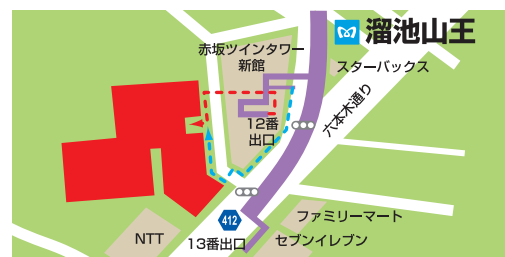 溜池山王
赤坂ツインタワー
新館
スターバックス
六本木通り
12番
出口
412
ファミリーマート
NTT
13番出口
セブンイレブン